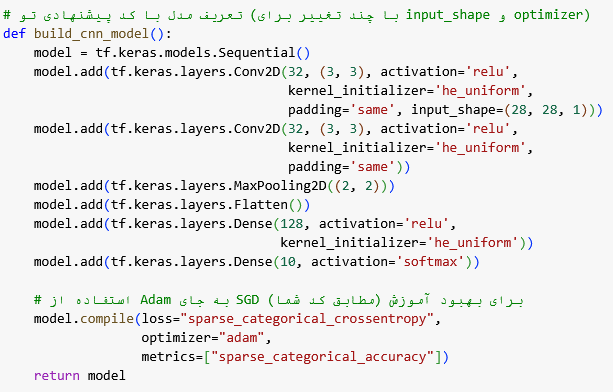 # تعریف مدل با کد پیشنهادی تو (با چند تغییر برای input_shape و optimizer)
def build_cnn_model():
    model = tf.keras.models.Sequential()
    model.add(tf.keras.layers.Conv2D(32, (3, 3), activation='relu',
                                     kernel_initializer='he_uniform',
                                     padding='same', input_shape=(28, 28, 1)))
    model.add(tf.keras.layers.Conv2D(32, (3, 3), activation='relu',
                                     kernel_initializer='he_uniform',
                                     padding='same'))
    model.add(tf.keras.layers.MaxPooling2D((2, 2)))
    model.add(tf.keras.layers.Flatten())
    model.add(tf.keras.layers.Dense(128, activation='relu',
                                    kernel_initializer='he_uniform'))
    model.add(tf.keras.layers.Dense(10, activation='softmax'))
    # استفاده از Adam به جای SGD (مطابق کد شما) برای بهبود آموزش
    model.compile(loss="sparse_categorical_crossentropy",
                  optimizer="adam",
                  metrics=["sparse_categorical_accuracy"])
    return model